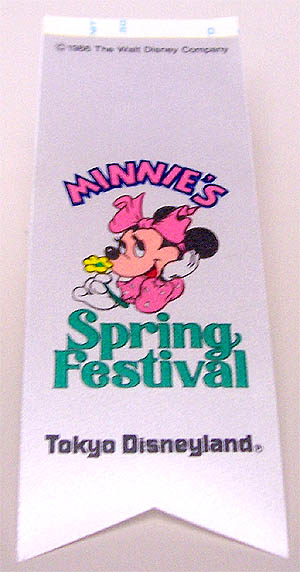 © 1986 The Walt Disney Company
MINNIE'S
Spring
Festival
Tokyo Disneyland®